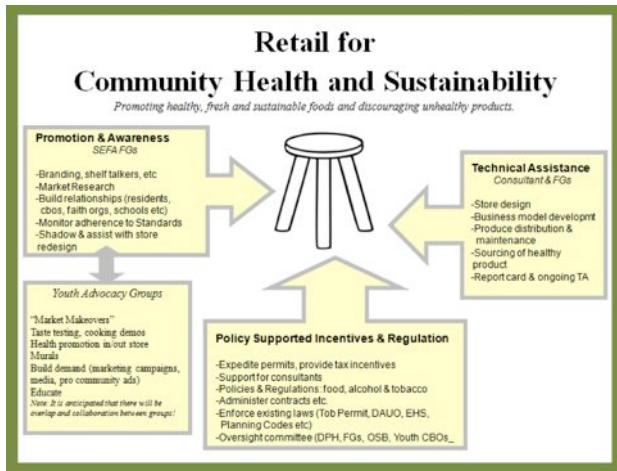 Retail for
Community Health and Sustainability
Promoting healthy, fresh and sustainable foods and discouraging unhealthy products.
Promotion & Awareness
SEFA FGs
-Branding, shelf talkers, etc
-Market Research
-Build relationships (residents,
cbos, faith orgs, schools etc)
-Monitor adherence to Standards
-Shadow & assist with store
redesign
Youth Advocacy Groups
"Market Makeovers"
Taste testing, cooking demos
Health promotion in/out store
Murals
Build demand (marketing campaigns,
media, pro community ads)
Educate
Note: It is anticipated that there will be
overlap and collaboration between groups!
Policy Supported Incentives & Regulation
-Expedite permits, provide tax incentives
-Support for consultants
-Policies & Regulations: food, alcohol & tobacco
-Administer contracts etc.
-Enforce existing laws (Tob Permit, DAUO, EHS,
Planning Codes etc)
-Oversight committee (DPH, FGs, OSB, Youth CBOs_
Technical Assistance
Consultant & FGs
-Store design
-Business model developmt
-Produce distribution &
maintenance
-Sourcing of healthy
product
-Report card & ongoing TA